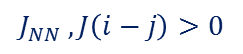 J_{NN} , J(i − j) > 0